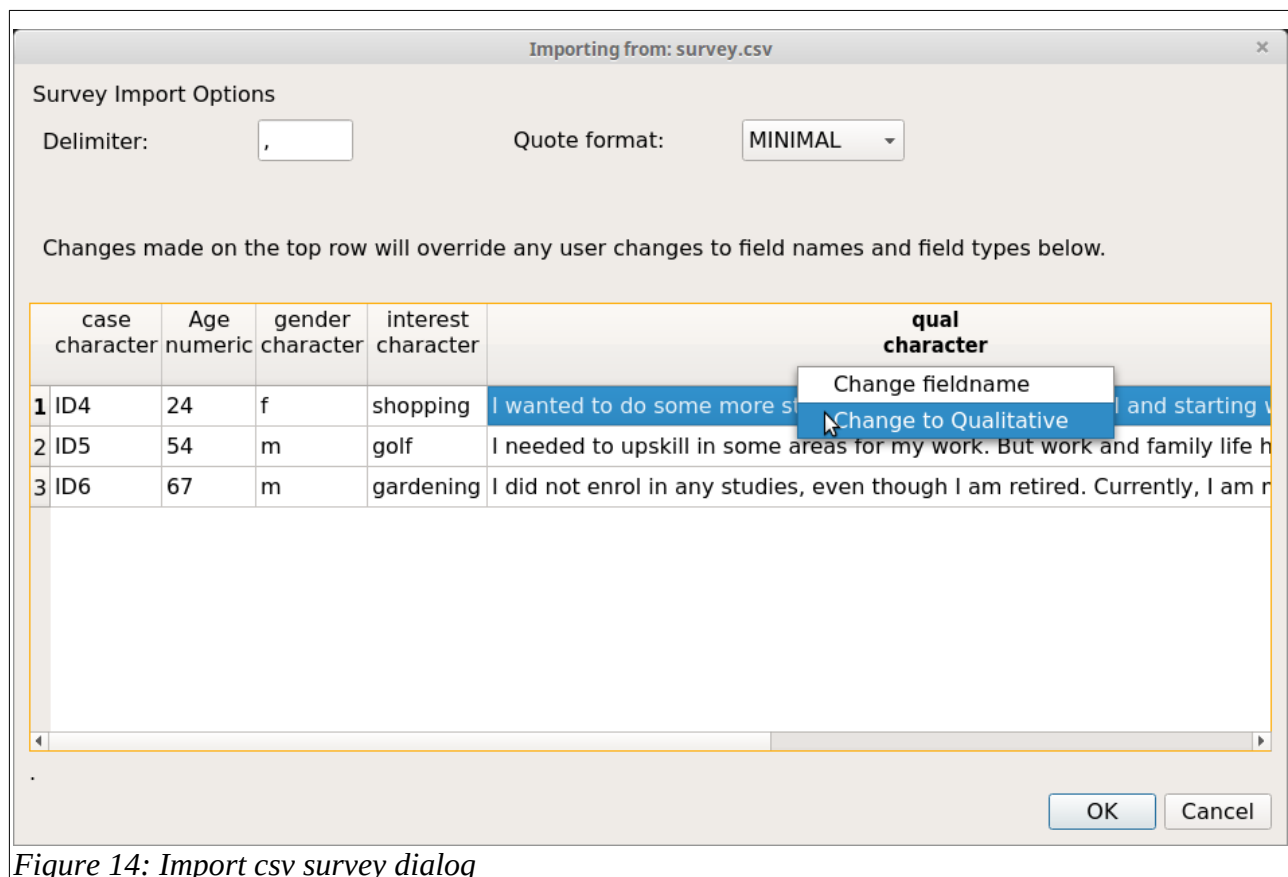 Importing from: survey.csv
Survey Import Options
Delimiter: , Quote format: MINIMAL
Changes made on the top row will override any user changes to field names and field types below.
case Age gender interest qual
character numeric character character character
Change fieldname
1 ID4 24 f shopping I wanted to do some more l and starting
Change to Qualitative
2 ID5 54 m golf I needed to upskill in some areas for my work. But work and family life h
3 ID6 67 m gardening I did not enrol in any studies, even though I am retired. Currently, I am
.
OK Cancel
Figure 14: Import csv survey dialog